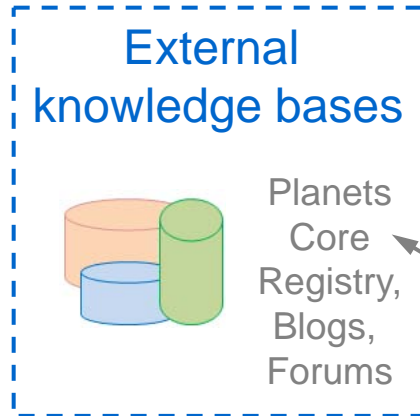 External
knowledge bases
Planets
Core
Registry,
Blogs,
Forums